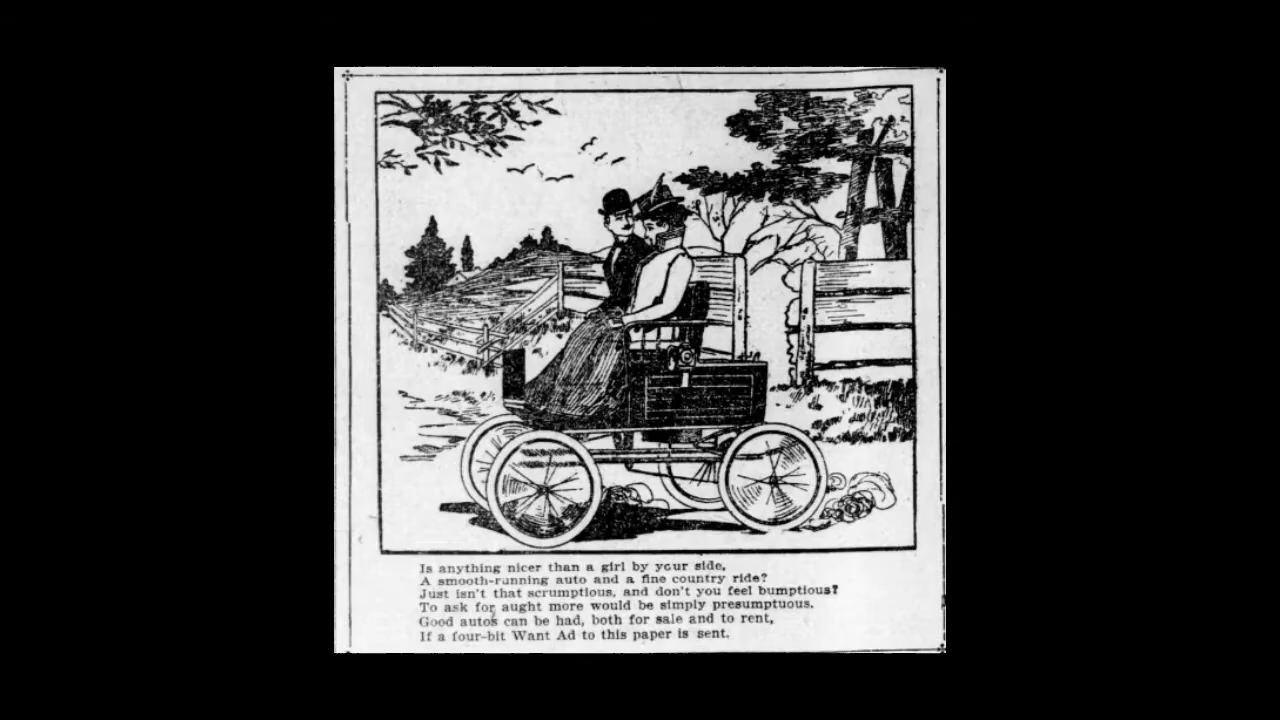 Is anything nicer than a girl by your side,
A smooth-running auto and a fine country ride?
Just isn't that scrumptious, and don't you feel bumptious?
To ask for aught more would be simply presumptuous.
Good autos can be had, both for sale and to rent,
If a four-bit Want Ad to this paper is sent.